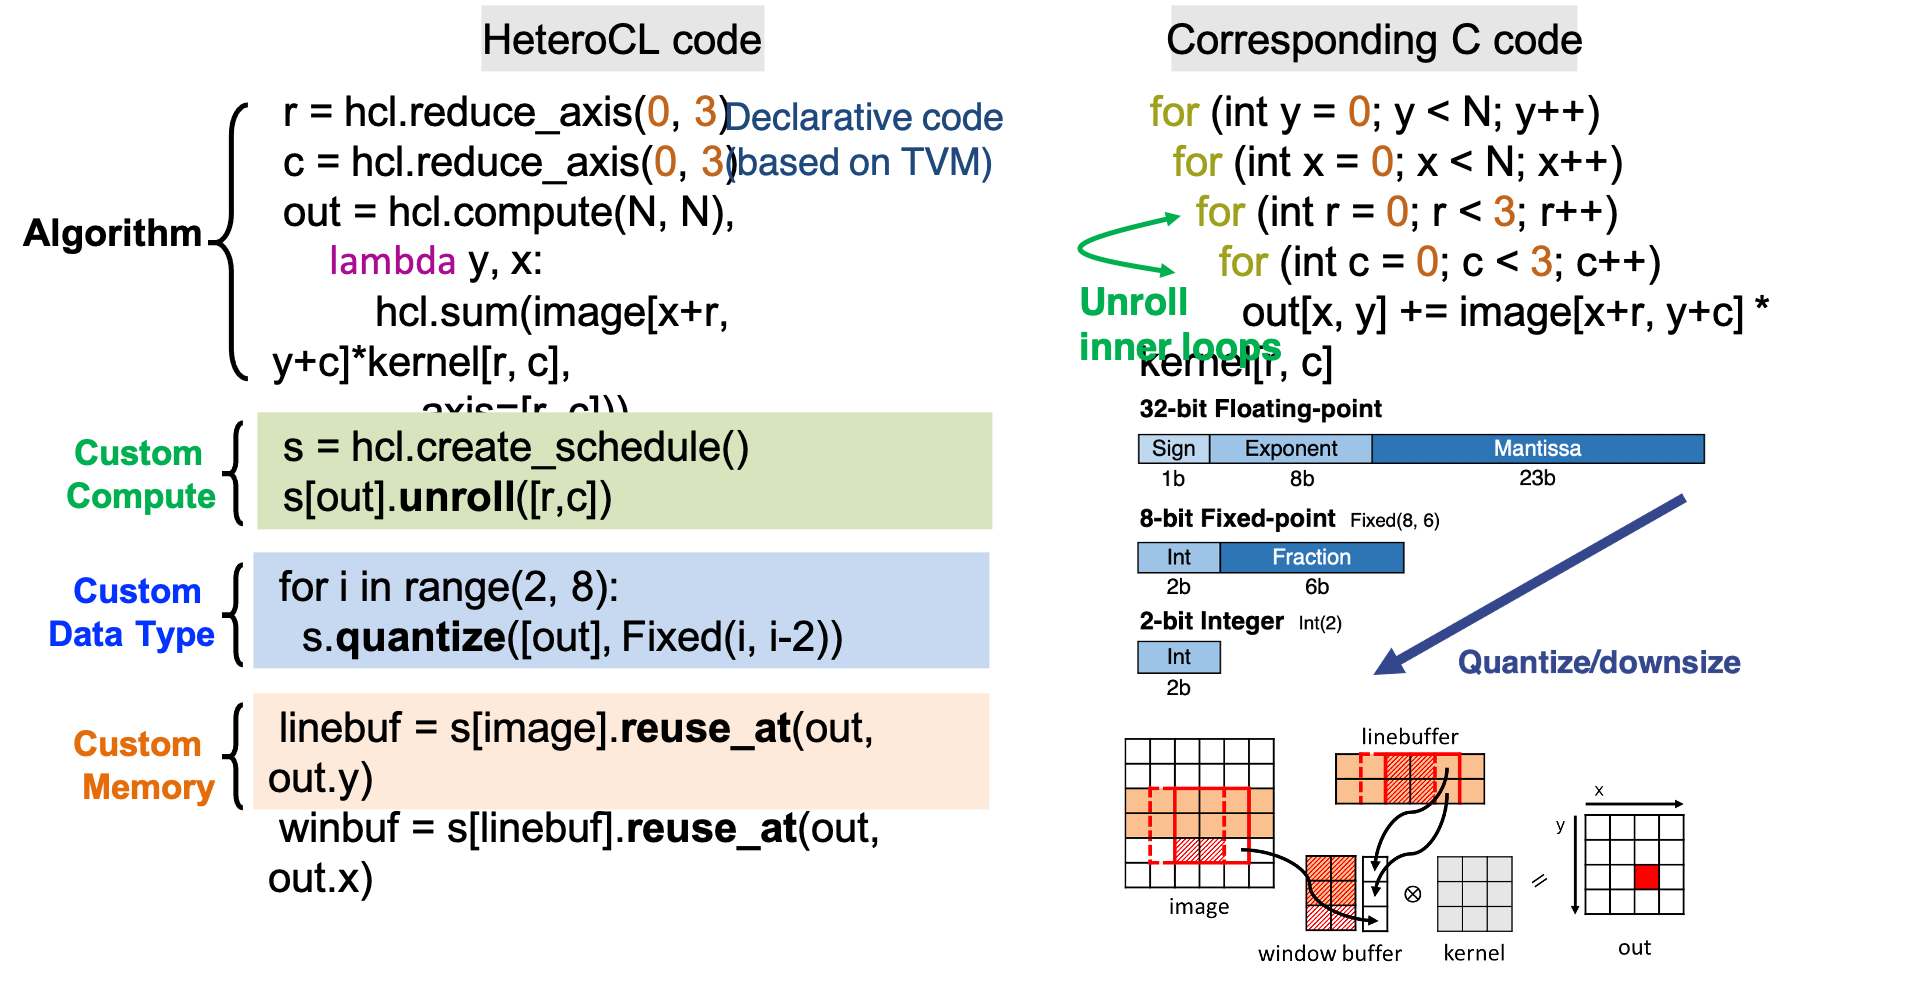 HeteroCL code
Corresponding C code
Algorithm
r = hcl.reduce_axis(0, 3)
c = hcl.reduce_axis(0, 3)
out = hcl.compute(N, N),
lambda y, x:
hcl.sum(image[x+r,
y+c]*kernel[r, c],
axis=[r, c]))
Declarative code
(based on TVM)
for (int y = 0; y < N; y++)
for (int x = 0; x < N; x++)
for (int r = 0; r < 3; r++)
for (int c = 0; c < 3; c++)
out[x, y] += image[x+r, y+c] *
kernel[r, c]
Unroll
inner loops
Custom
Compute
s = hcl.create_schedule()
s[out].unroll([r,c])
Custom
Data Type
for i in range(2, 8):
s.quantize([out], Fixed(i, i-2))
Custom
Memory
linebuf = s[image].reuse_at(out,
out.y)
winbuf = s[linebuf].reuse_at(out,
out.x)
32-bit Floating-point
Sign Exponent Mantissa
1b 8b 23b
8-bit Fixed-point Fixed(8, 6)
Int Fraction
2b 6b
2-bit Integer Int(2)
Int
2b
Quantize/downsize
linebuffer
image
window buffer
kernel
x
y
out